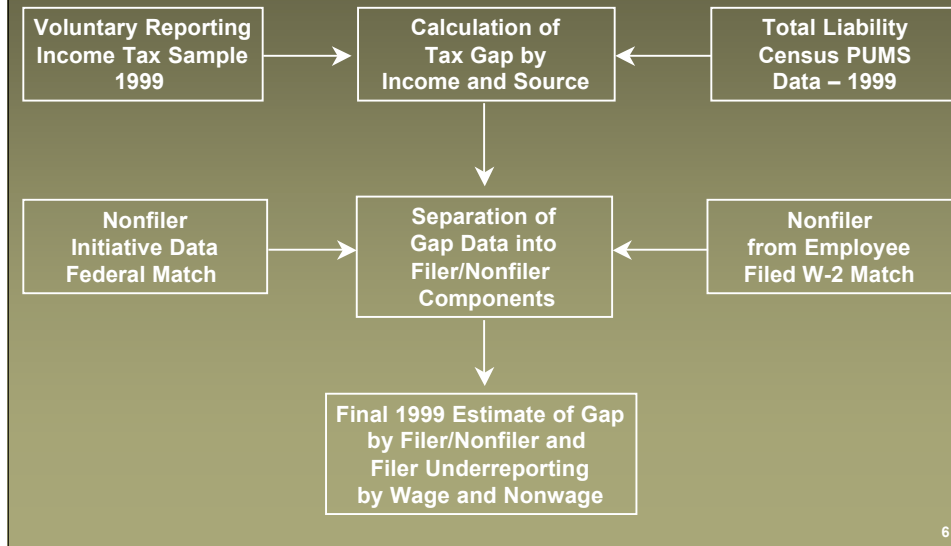 Voluntary Reporting
Income Tax Sample
1999
Calculation of
Tax Gap by
Income and Source
Total Liability
Census PUMS
Data – 1999
Nonfiler
Initiative Data
Federal Match
Separation of
Gap Data into
Filer/Nonfiler
Components
Nonfiler
from Employee
Filed W-2 Match
Final 1999 Estimate of Gap
by Filer/Nonfiler and
Filer Underreporting
by Wage and Nonwage
6